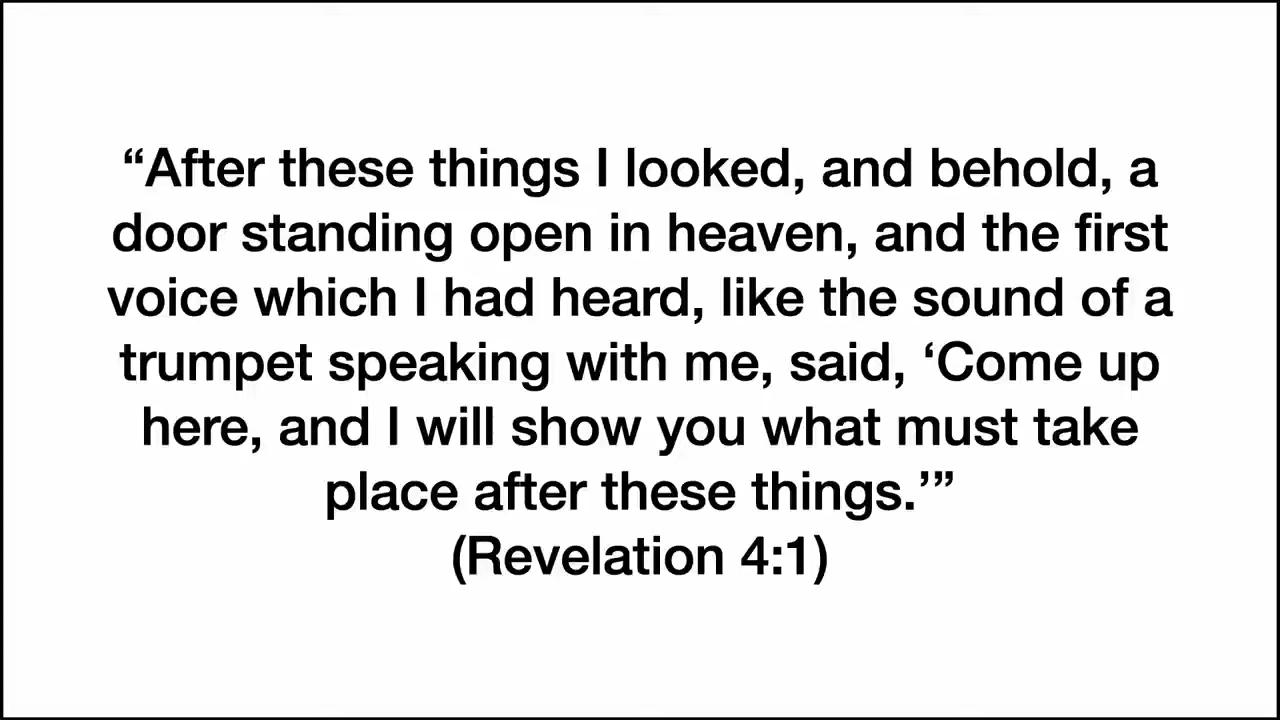 “After these things I looked, and behold, a
door standing open in heaven, and the first
voice which I had heard, like the sound of a
trumpet speaking with me, said, ‘Come up
here, and I will show you what must take
place after these things.’”
(Revelation 4:1)